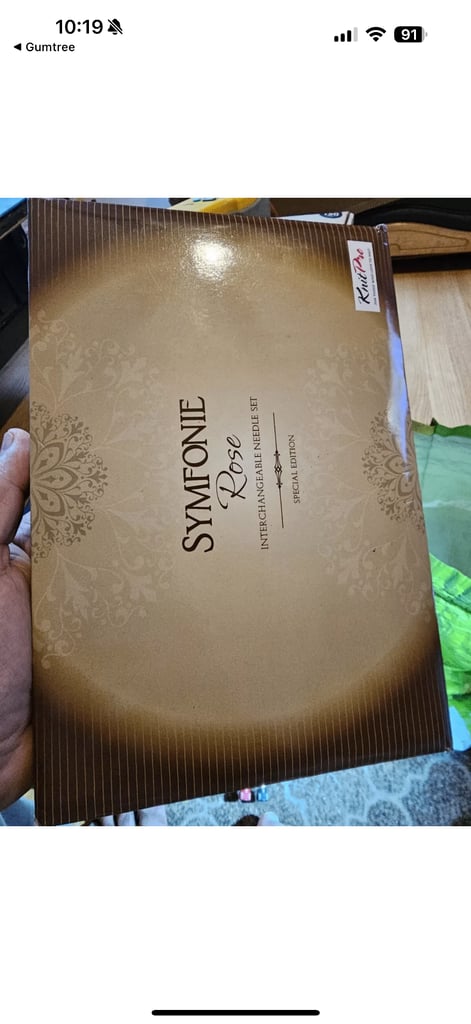 10:19
91
◀ Gumtree
SYMFONIE
Rose
INTERCHANGEABLE NEEDLE SET
SPECIAL EDITION
KnitPro